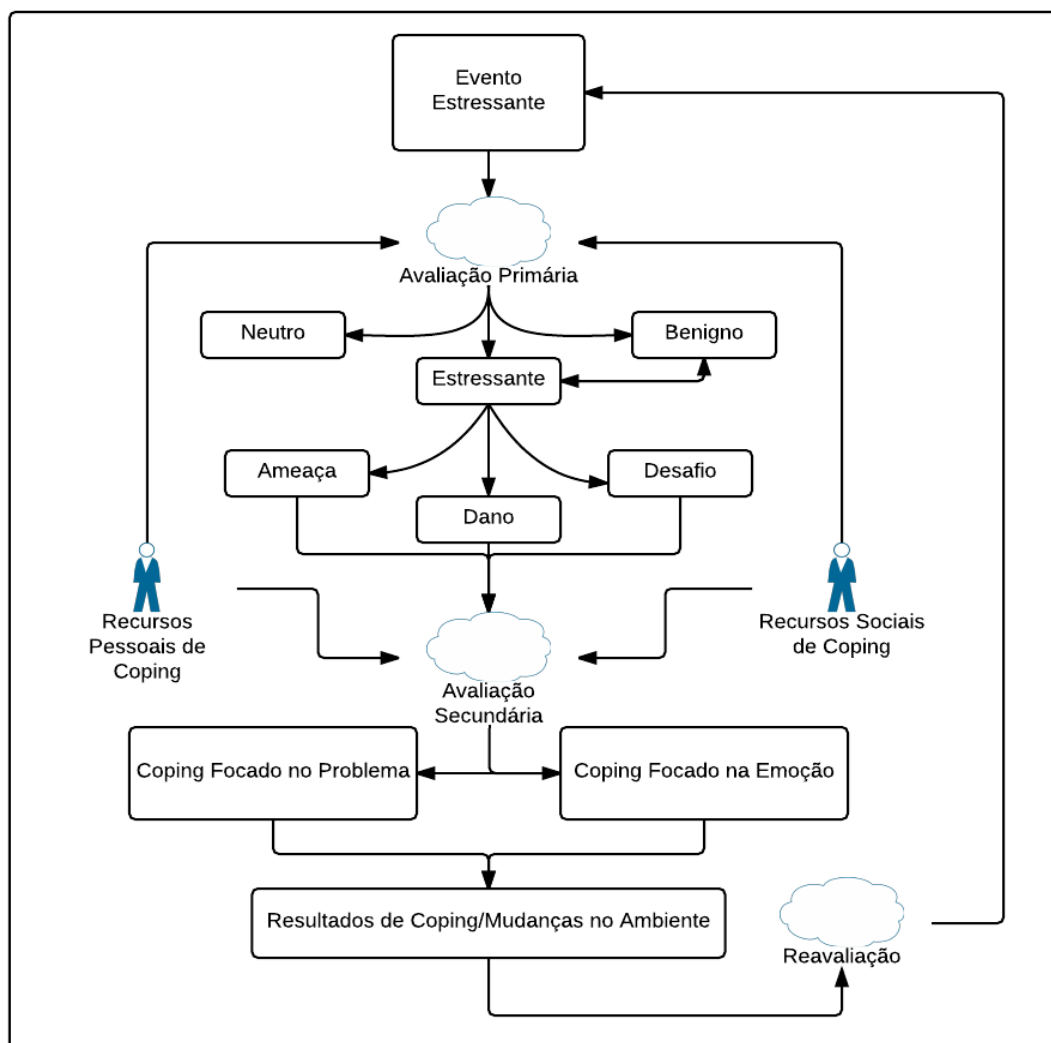 Evento
Estressante
Avaliação Primária
Neutro
Benigno
Estressante
Ameaça
Desafio
Dano
Recursos
Pessoais de
Coping
Recursos Sociais
de Coping
Avaliação
Secundária
Coping Focado no Problema
Coping Focado na Emoção
Resultados de Coping/Mudanças no Ambiente
Reavaliação